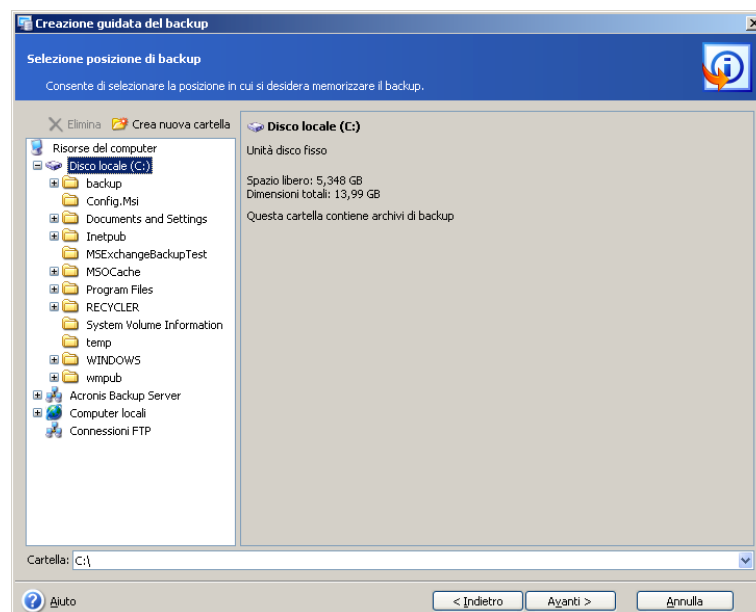 Creazione guidata del backup
Selezione posizione di backup
Consente di selezionare la posizione in cui si desidera memorizzare il backup.
Elimina Crea nuova cartella
Risorse del computer
Disco locale (C:)
backup
Config.Msi
Documents and Settings
Inetpub
MSExchangeBackupTest
MSOCache
Program Files
RECYCLER
System Volume Information
temp
WINDOWS
wmpub
Acronis Backup Server
Computer locali
Connessioni FTP
Disco locale (C:)
Unità disco fisso
Spazio libero: 5,348 GB
Dimensioni totali: 13,99 GB
Questa cartella contiene archivi di backup
Cartella: C:\
Aiuto
< Indietro
Avanti >
Annulla